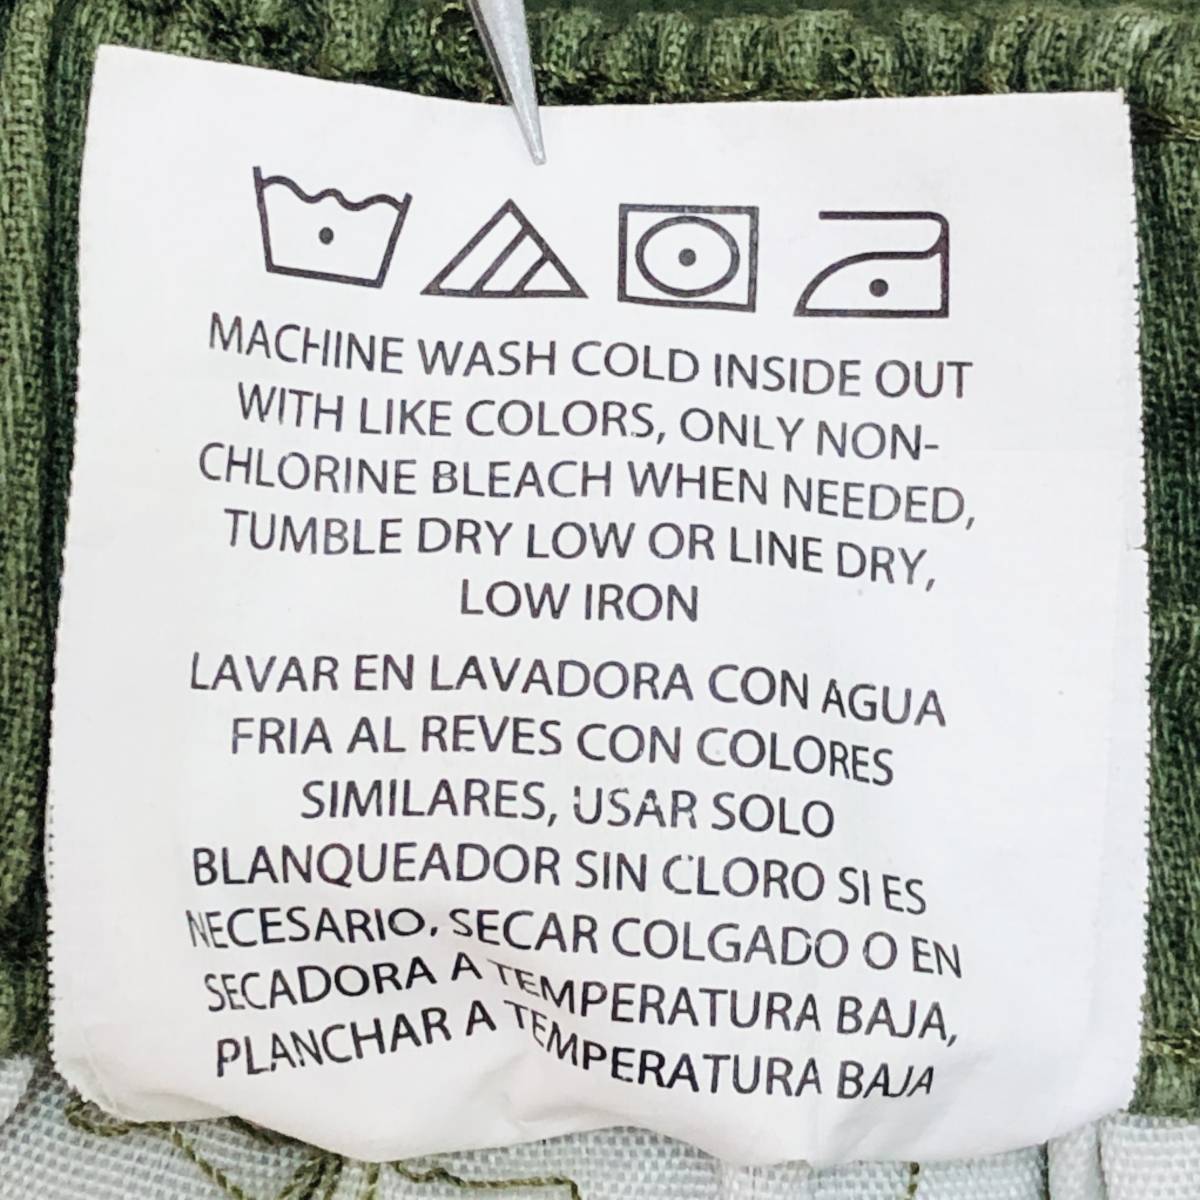 MACHINE WASH COLD INSIDE OUT
WITH LIKE COLORS, ONLY NON-
CHLORINE BLEACH WHEN NEEDED,
TUMBLE DRY LOW OR LINE DRY,
LOW IRON
LAVAR EN LAVADORA CON AGUA
FRIA AL REVES CON COLORES
SIMILARES, USAR SOLO
BLANQUEADOR SIN CLORO SI ES
NECESARIO. SECAR COLGADO O EN
SECADORA A TEMPERATURA BAJA,
PLANCHAR A TEMPERATURA BAJA